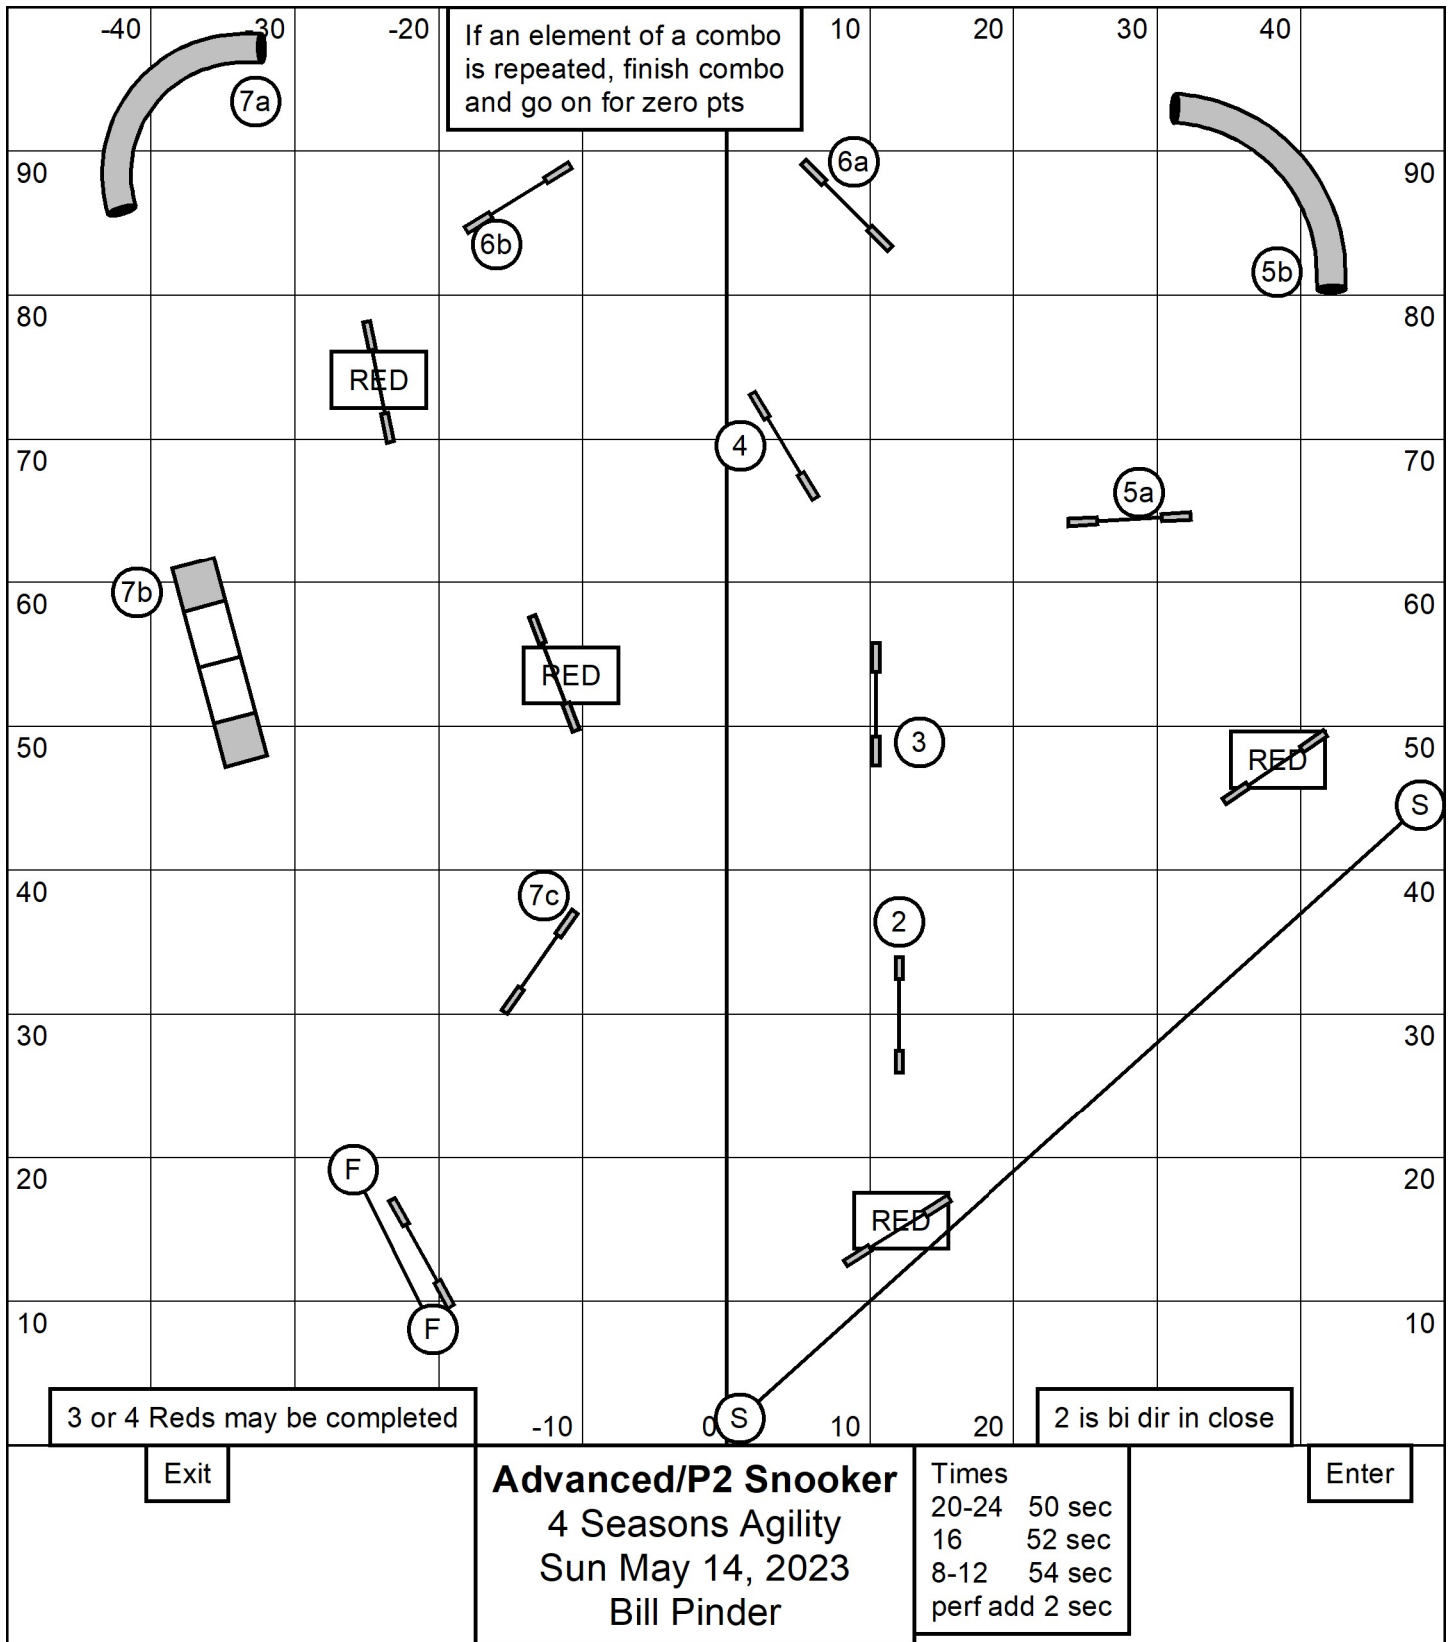 -40
-30
-20
If an element of a combo
is repeated, finish combo
and go on for zero pts
10
20
30
40
7a
90
6b
6a
90
5b
80
RED
80
70
4
5a
70
7b
60
RED
60
3
50
RED
50
S
40
7c
2
40
30
30
20
F
RED
20
10
F
10
3 or 4 Reds may be completed
-10
0
S
10
20
2 is bi dir in close
Exit
Advanced/P2 Snooker
4 Seasons Agility
Sun May 14, 2023
Bill Pinder
Times
20-24 50 sec
16 52 sec
8-12 54 sec
perf add 2 sec
Enter